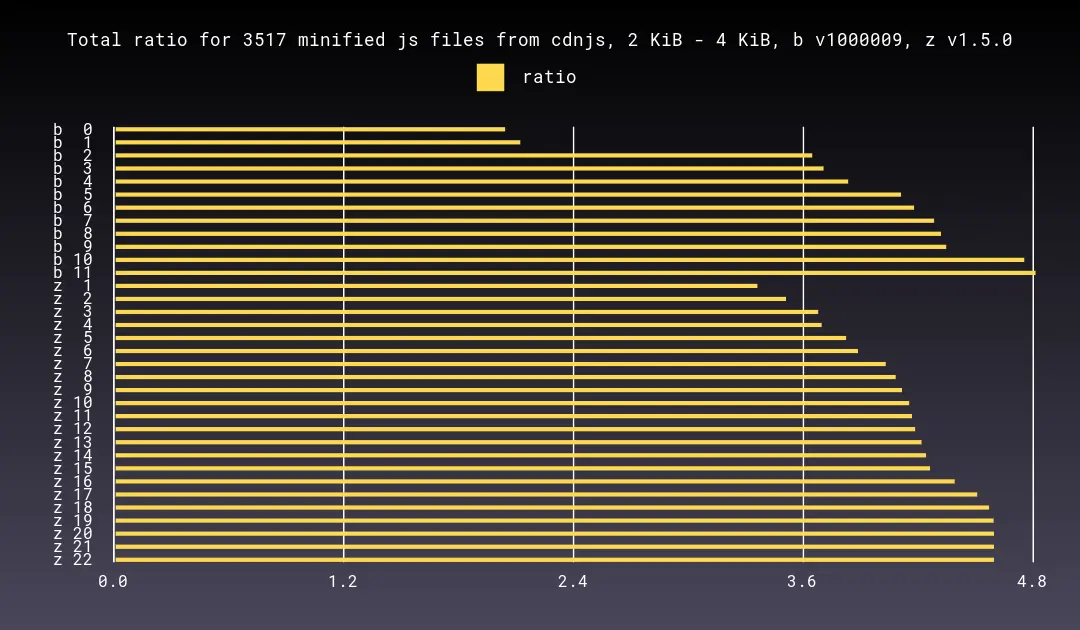 Total ratio for 3517 minified js files from cdnjs, 2 KiB - 4 KiB, b v1000009, z v1.5.0
ratio
b 0
b 1
b 2
b 3
b 4
b 5
b 6
b 7
b 8
b 9
b 10
b 11
z 1
z 2
z 3
z 4
z 5
z 6
z 7
z 8
z 9
z 10
z 11
z 12
z 13
z 14
z 15
z 16
z 17
z 18
z 19
z 20
z 21
z 22
0.0 1.2 2.4 3.6 4.8